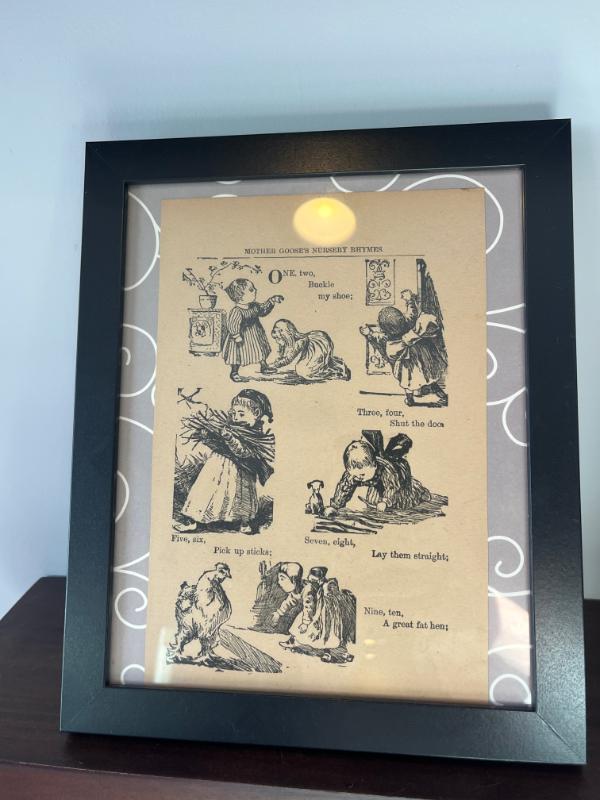 MOTHER GOOSE'S NURSERY RHYMES.
ONE, two,
Buckle
my shoe;
Three, four,
Shut the door
Five, six,
Pick up sticks;
Seven, eight,
Lay them straight;
Nine, ten,
A great fat hen;